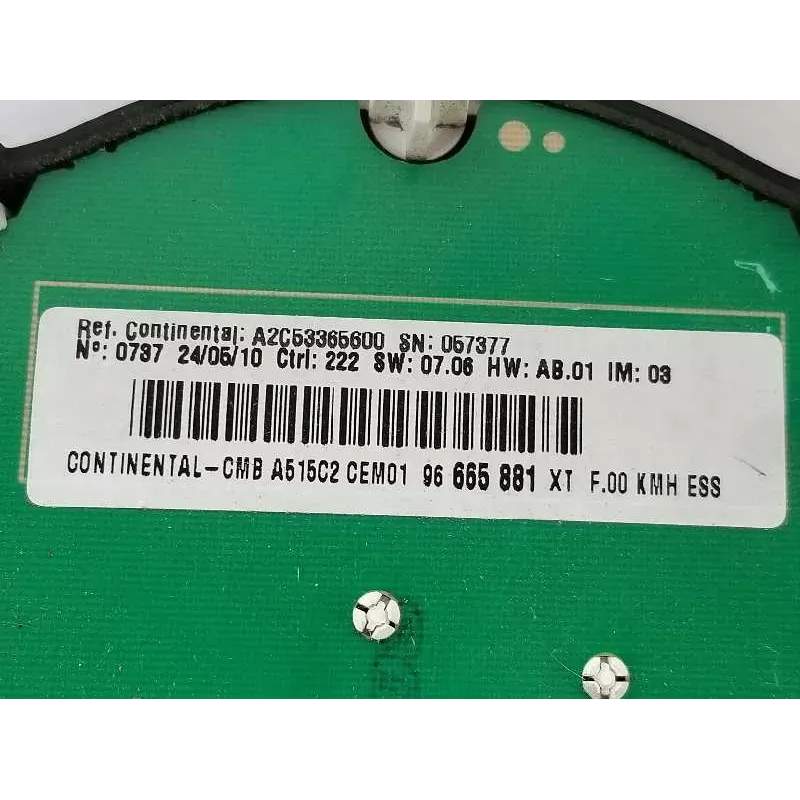 Ref. Continental: A2C53365600 SN: 057377
Nº: 0737 24/05/10 Ctrl: 222 SW: 07.06 HW: AB.01 IM: 03
CONTINENTAL-CMB A515C2 CEM01 96 665 881 XT F.00 KMH ESS